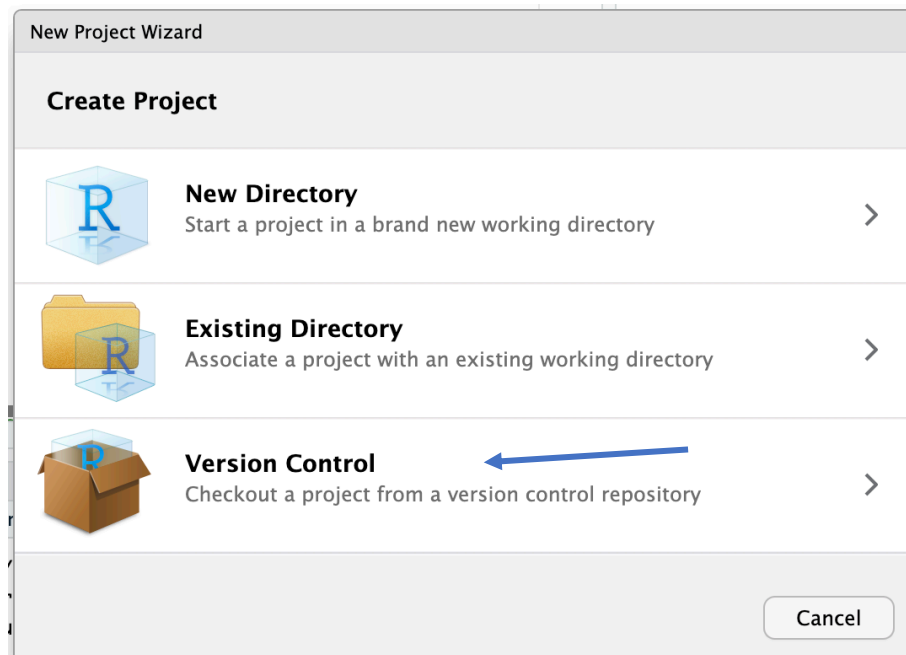 New Project Wizard
Create Project
R
New Directory
Start a project in a brand new working directory
R
Existing Directory
Associate a project with an existing working directory
R
Version Control
Checkout a project from a version control repository
Cancel